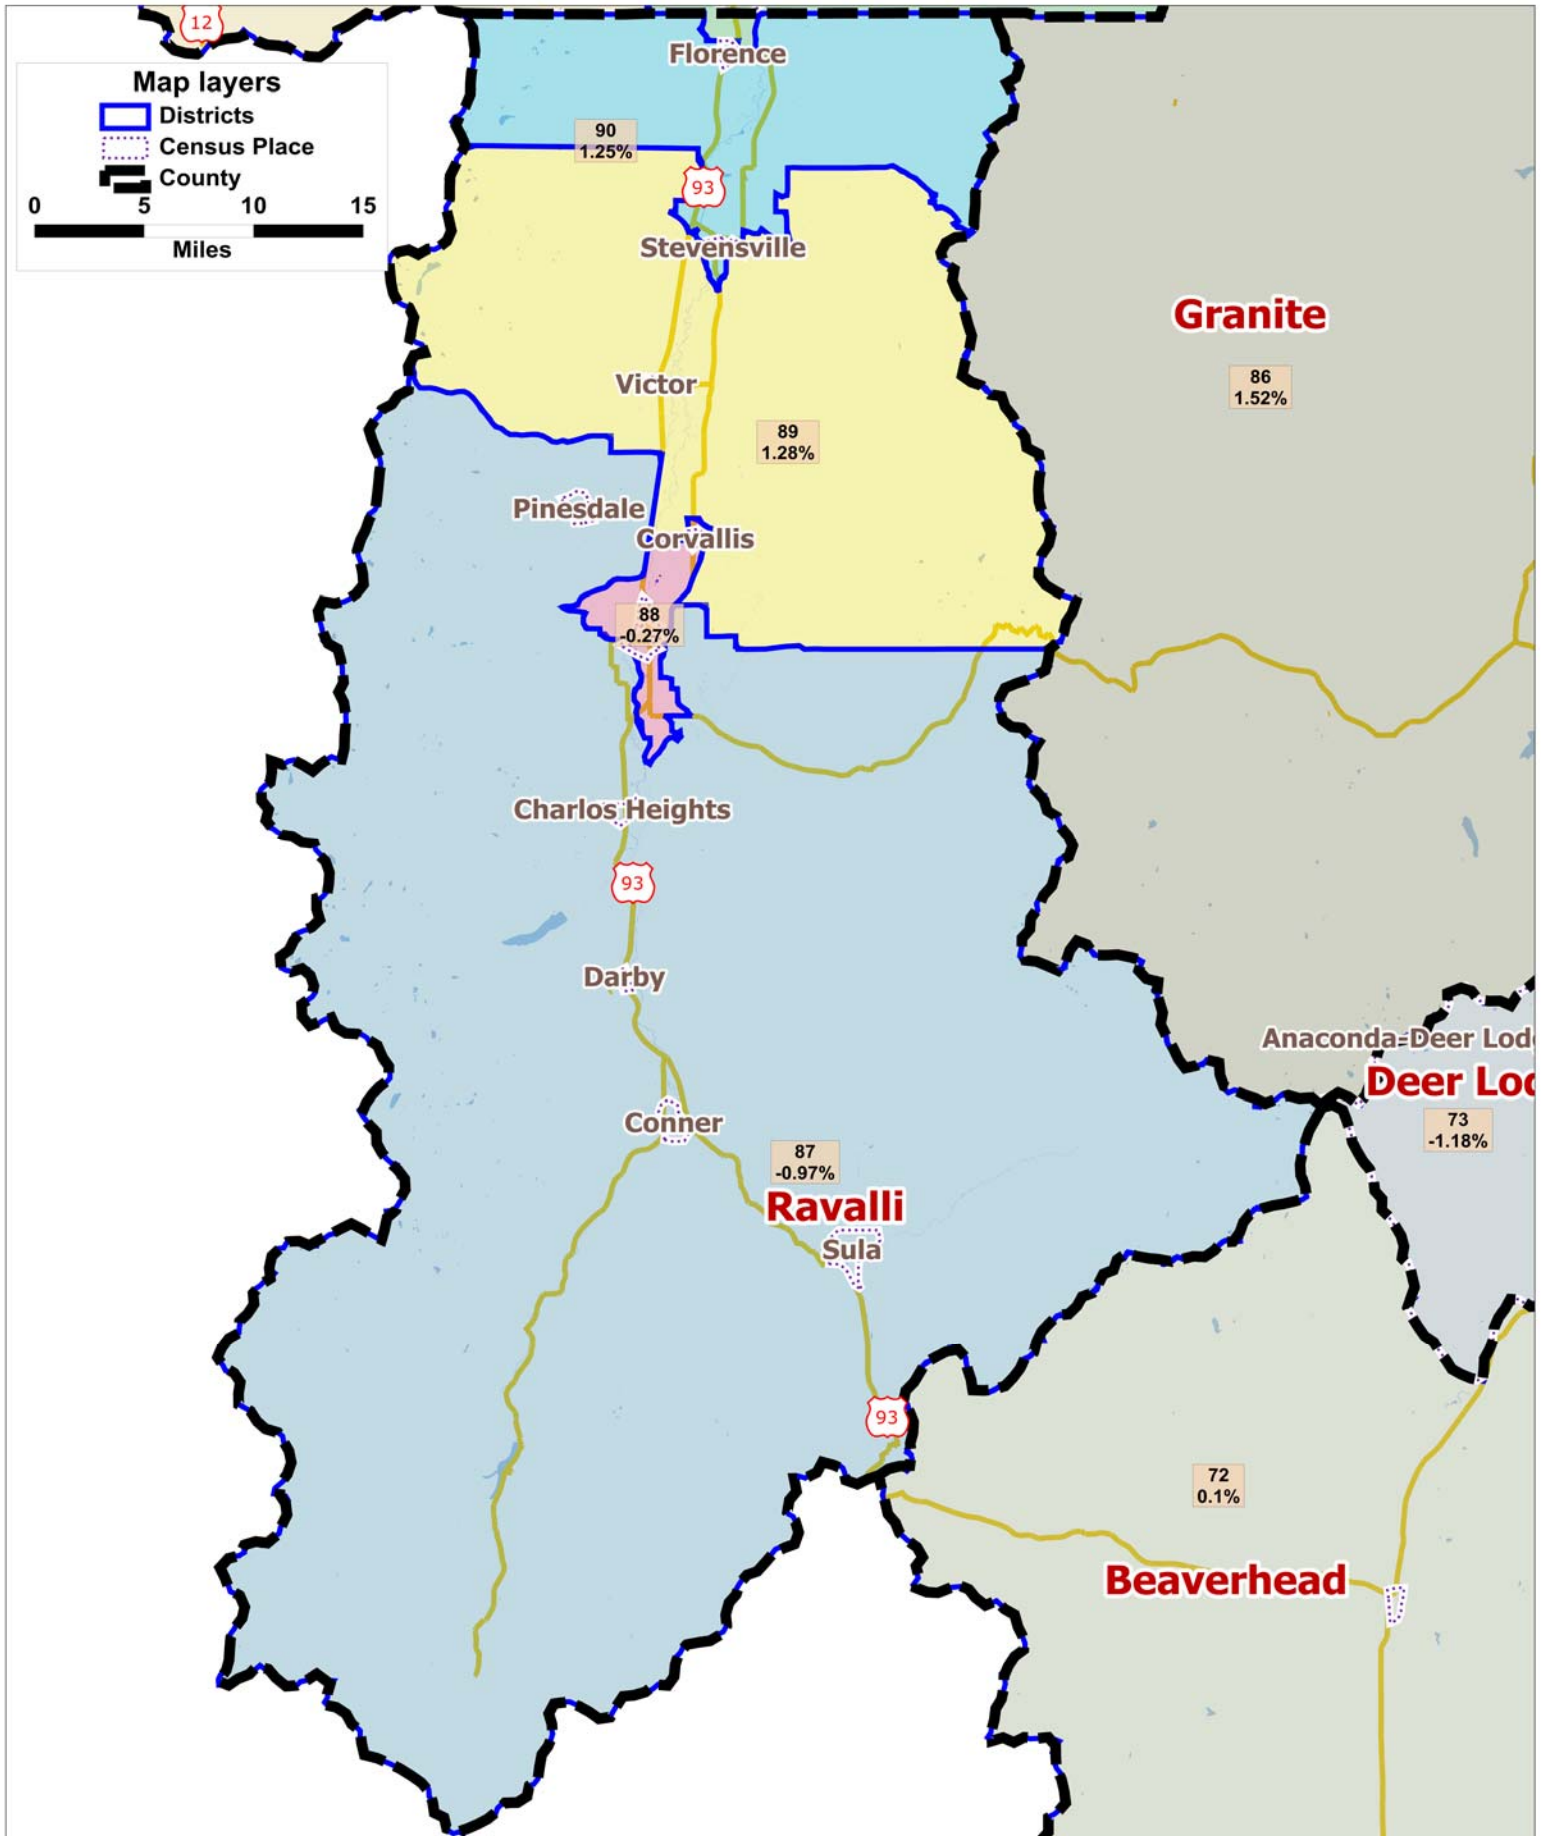 12
Map layers
Districts
Census Place
County
0 5 10 15
Miles
Florence
90
1.25%
93
Stevensville
Granite
86
1.52%
Victor
89
1.28%
Pinesdale
Corvallis
88
-0.27%
Charlos Heights
93
Darby
Anaconda-Deer Lod
Deer Loc
73
-1.18%
Conner
87
-0.97%
Ravalli
Sula
93
72
0.1%
Beaverhead